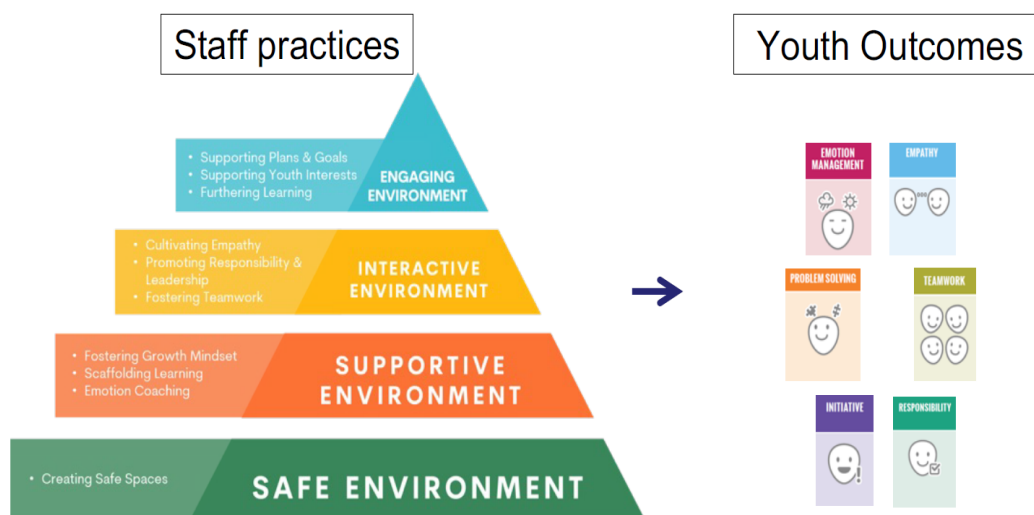 Staff practices
Youth Outcomes
• Supporting Plans & Goals
• Supporting Youth Interests
• Furthering Learning
ENGAGING
ENVIRONMENT
• Cultivating Empathy
• Promoting Responsibility &
Leadership
• Fostering Teamwork
INTERACTIVE
ENVIRONMENT
• Fostering Growth Mindset
• Scaffolding Learning
• Emotion Coaching
SUPPORTIVE
ENVIRONMENT
• Creating Safe Spaces
SAFE ENVIRONMENT
EMOTION
MANAGEMENT
EMPATHY
PROBLEM SOLVING
TEAMWORK
INITIATIVE
RESPONSIBILITY